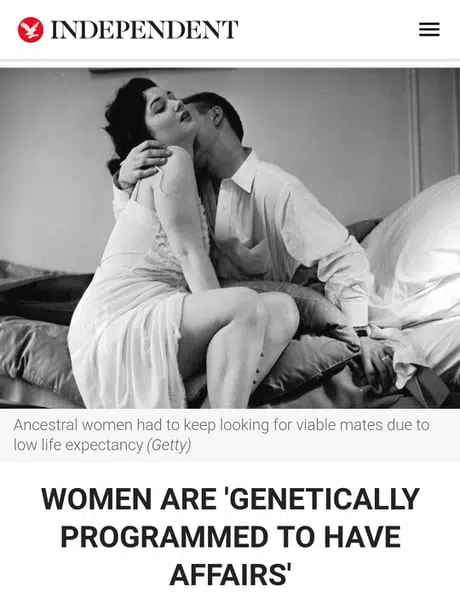 INDEPENDENT
Ancestral women had to keep looking for viable mates due to
low life expectancy (Getty)
WOMEN ARE 'GENETICALLY
PROGRAMMED TO HAVE
AFFAIRS'